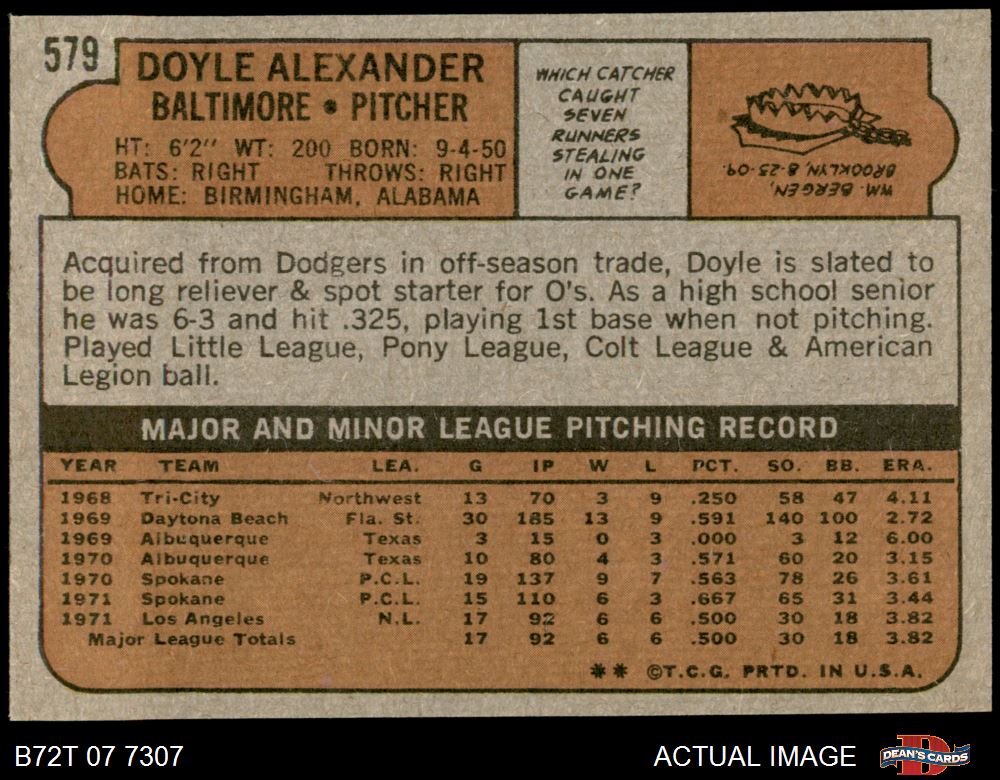 579
DOYLE ALEXANDER
BALTIMORE • PITCHER
HT: 6'2" WT: 200 BORN: 9-4-50
BATS: RIGHT THROWS: RIGHT
HOME: BIRMINGHAM, ALABAMA
WHICH CATCHER
CAUGHT
SEVEN
RUNNERS
STEALING
IN ONE
GAME?
WM. BERGEN,
BROOKLYN, 8-23-09.
Acquired from Dodgers in off-season trade, Doyle is slated to
be long reliever & spot starter for O's. As a high school senior
he was 6-3 and hit .325, playing 1st base when not pitching.
Played Little League, Pony League, Colt League & American
Legion ball.
MAJOR AND MINOR LEAGUE PITCHING RECORD
YEAR TEAM LEA. G IP W L PCT. SO. BB. ERA.
1968 Tri-City Northwest 13 70 3 9 .250 58 47 4.11
1969 Daytona Beach Fla. St. 30 185 13 9 .591 140 100 2.72
1969 Albuquerque Texas 3 15 0 3 .000 3 12 6.00
1970 Albuquerque Texas 10 80 4 3 .571 60 20 3.15
1970 Spokane P.C.L. 19 137 9 7 .563 78 26 3.61
1971 Spokane P.C.L. 15 110 6 3 .667 65 31 3.44
1971 Los Angeles N.L. 17 92 6 6 .500 30 18 3.82
Major League Totals 17 92 6 6 .500 30 18 3.82
** ©T.C.G. PRTD. IN U.S.A.
B72T 07 7307
ACTUAL IMAGE
D
DEAN'S CARDS